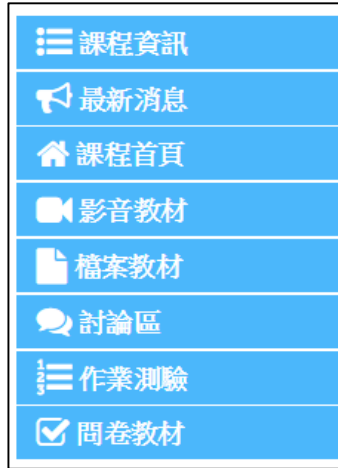 課程資訊
最新消息
課程首頁
影音教材
檔案教材
討論區
作業測驗
問卷教材